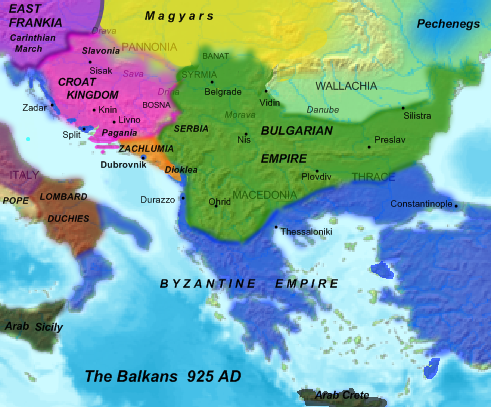 EAST
FRANKIA
Magyars
Pechenegs
Carinthian
March
Drava
Slavonia
PANNONIA
BANAT
Sisak
Sava
SYRMIA
CROAT
KINGDOM
Drina
Belgrade
WALLACHIA
Zadar
Knin
BOSNA
Vidin
Danube
Livno
Morava
Silistra
Split
Pagania
SERBIA
BULGARIAN
EMPIRE
Nis
Preslav
ZACHLUMIA
Dubrovnik
Dioklea
ITALY
Plovdiv
THRACE
POPE
LOMBARD
DUCHIES
Durazzo
Ohrid
MACEDONIA
Constantinople
Thessaloniki
BYZANTINE EMPIRE
Arab Sicily
The Balkans 925 AD
Arab Crete